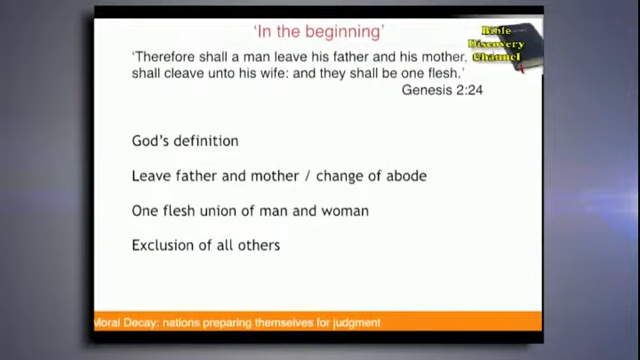 'In the beginning'
Bible
Discovery
Channel
'Therefore shall a man leave his father and his mother,
shall cleave unto his wife: and they shall be one flesh.'
Genesis 2:24
God's definition
Leave father and mother / change of abode
One flesh union of man and woman
Exclusion of all others
Moral Decay: nations preparing themselves for judgment